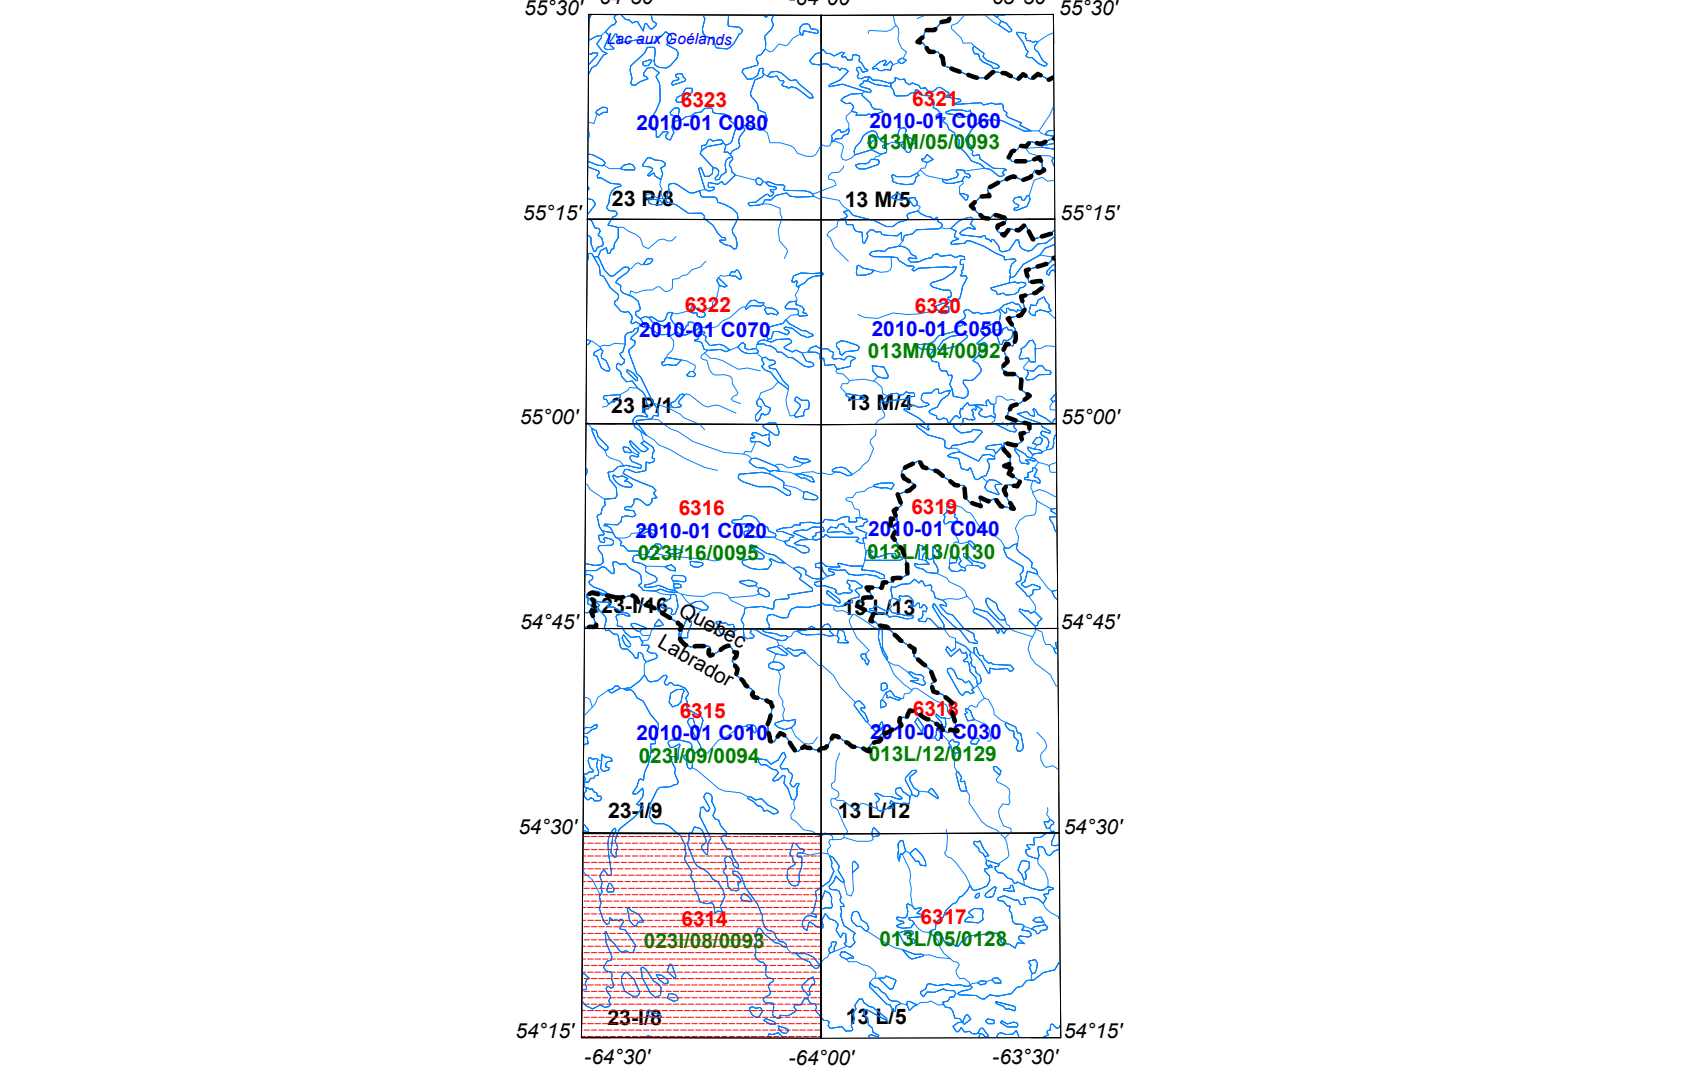 55°30'
55°30'
Lac aux Goélands
6323
2010-01 C080
6321
2010-01 C060
013M/05/0093
23 P/8
13 M/5
55°15'
55°15'
6322
2010-01 C070
6320
2010-01 C050
013M/04/0092
23 P/1
13 M/4
55°00'
55°00'
6316
2010-01 C020
023I/16/0095
6319
2010-01 C040
013L/13/0130
23-I/16
13 L/13
Quebec
Labrador
54°45'
54°45'
6315
2010-01 C010
023I/09/0094
6318
2010-01 C030
013L/12/0129
23-I/9
13 L/12
54°30'
54°30'
6314
023I/08/0093
6317
013L/05/0128
23-I/8
13 L/5
54°15'
54°15'
-64°30'
-64°00'
-63°30'